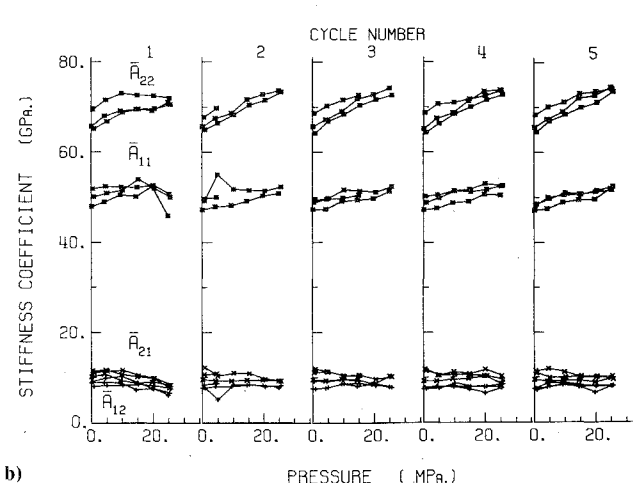 CYCLE NUMBER
1 2 3 4 5
80.
60.
40.
20.
0.
STIFFNESS COEFFICIENT (GPA.)
Ā22
Ā11
Ā21
Ā12
0. 20. 0. 20. 0. 20. 0. 20. 0. 20.
b) PRESSURE (MPA.)